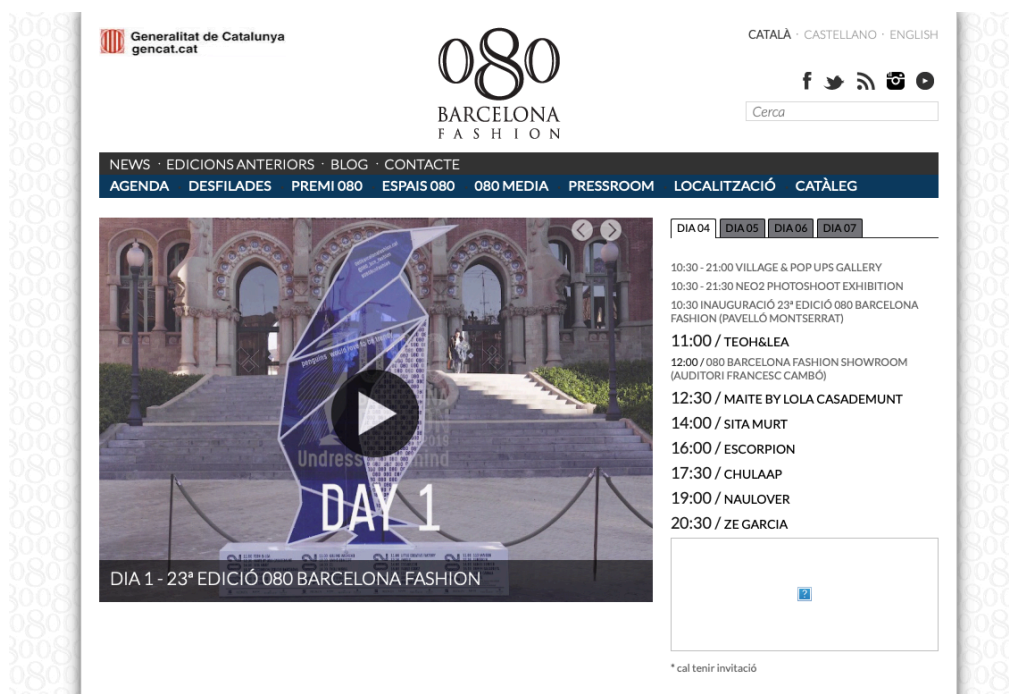 Generalitat de Catalunya
gencat.cat
080
BARCELONA
FASHION
CATALÀ · CASTELLANO · ENGLISH
Cerca
NEWS · EDICIONS ANTERIORS · BLOG · CONTACTE
AGENDA DESFILADES PREMI 080 ESPAIS 080 080 MEDIA PRESSROOM LOCALITZACIÓ CATÀLEG
penguins would have to be
Undress
DAY 1
DIA 1 - 23ª EDICIÓ 080 BARCELONA FASHION
DIA 04 DIA 05 DIA 06 DIA 07
10:30 - 21:00 VILLAGE & POP UPS GALLERY
10:30 - 21:30 NEO2 PHOTOSHOOT EXHIBITION
10:30 INAUGURACIÓ 23ª EDICIÓ 080 BARCELONA
FASHION (PAVELLÓ MONTSERRAT)
11:00 / TEOH&LEA
12:00 / 080 BARCELONA FASHION SHOWROOM
(AUDITORI FRANCESC CAMBÓ)
12:30 / MAITE BY LOLA CASADEMUNT
14:00 / SITA MURT
16:00 / ESCORPION
17:30 / CHULAAP
19:00 / NAULOVER
20:30 / ZE GARCIA
* cal tenir invitació